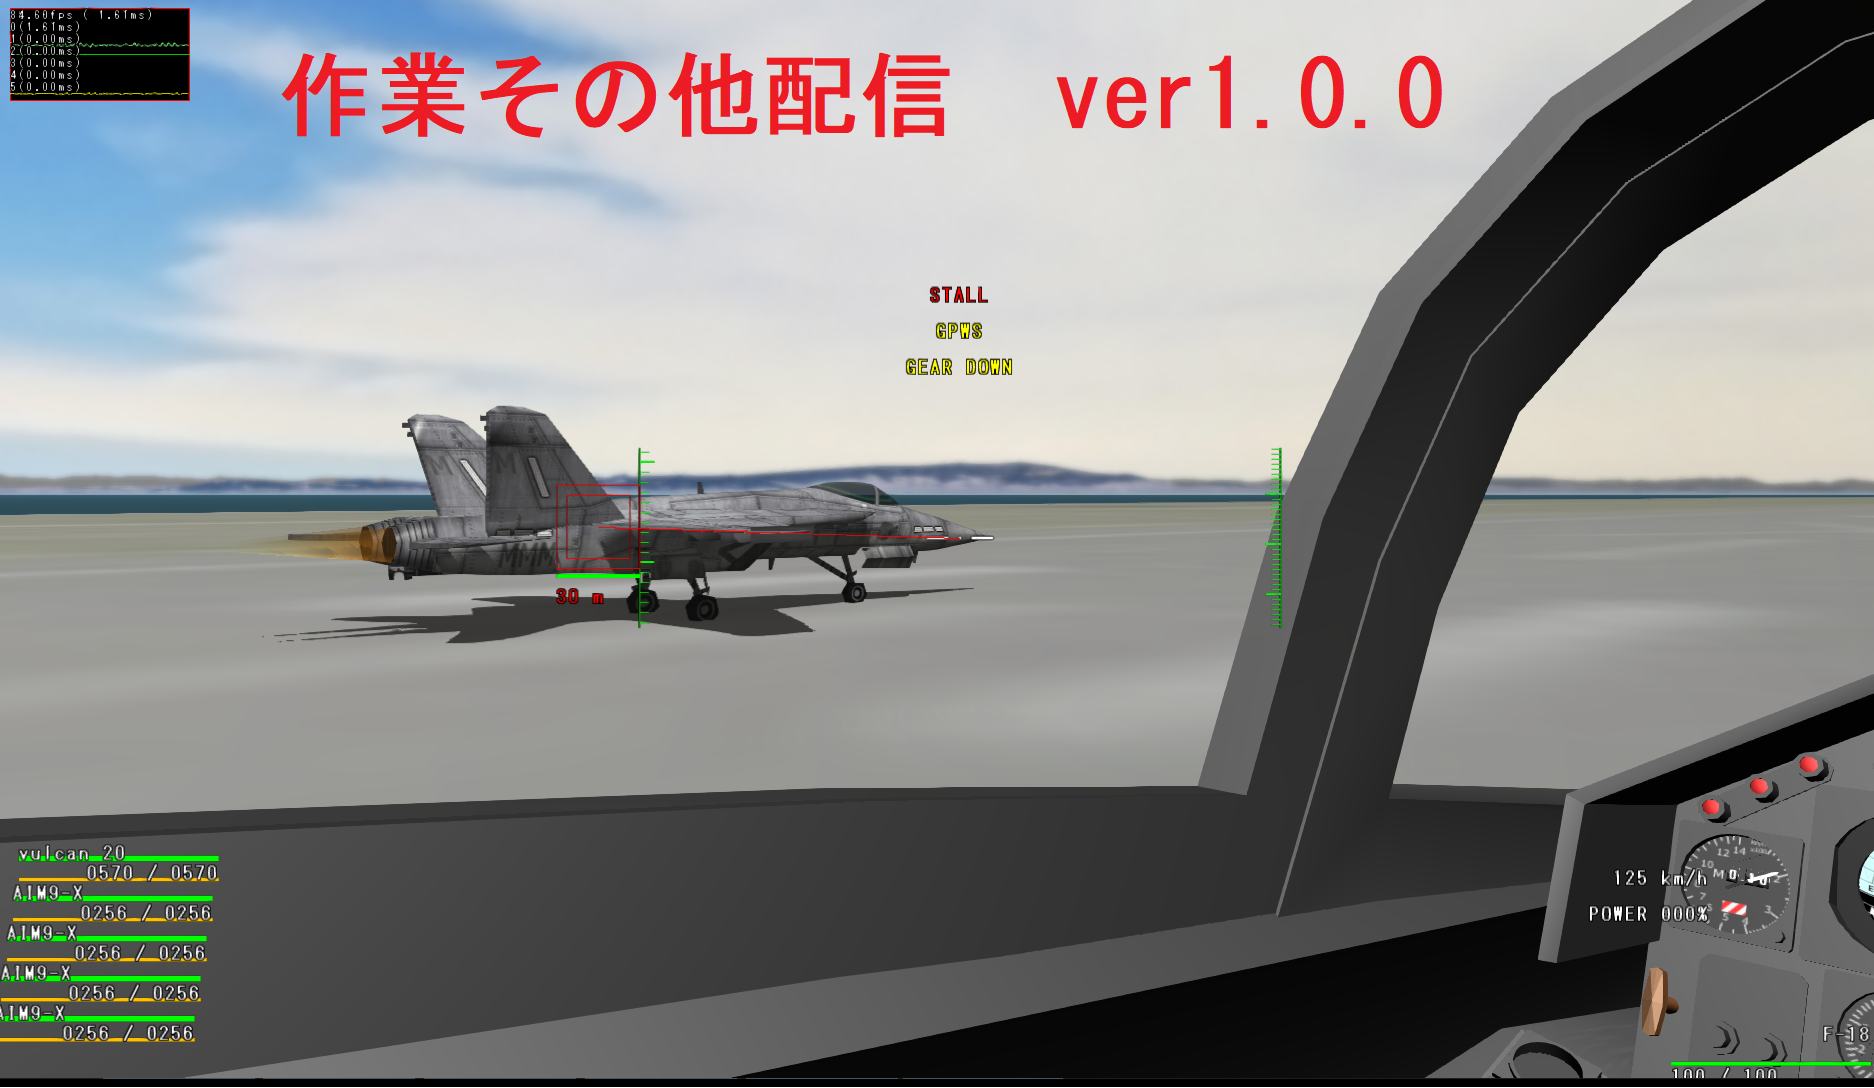 84.60fps ( 1.61ms)
0(1.61ms)
1(0.00ms)
2(0.00ms)
3(0.00ms)
4(0.00ms)
5(0.00ms)
作業その他配信 ver1.0.0
STALL
GPWS
GEAR DOWN
30 m
vulcan 20
0570 / 0570
AIM9-X
0256 / 0256
AIM9-X
0256 / 0256
AIM9-X
0256 / 0256
AIM9-X
0256 / 0256
125 km/h
POWER 000%
F-18
100 / 100